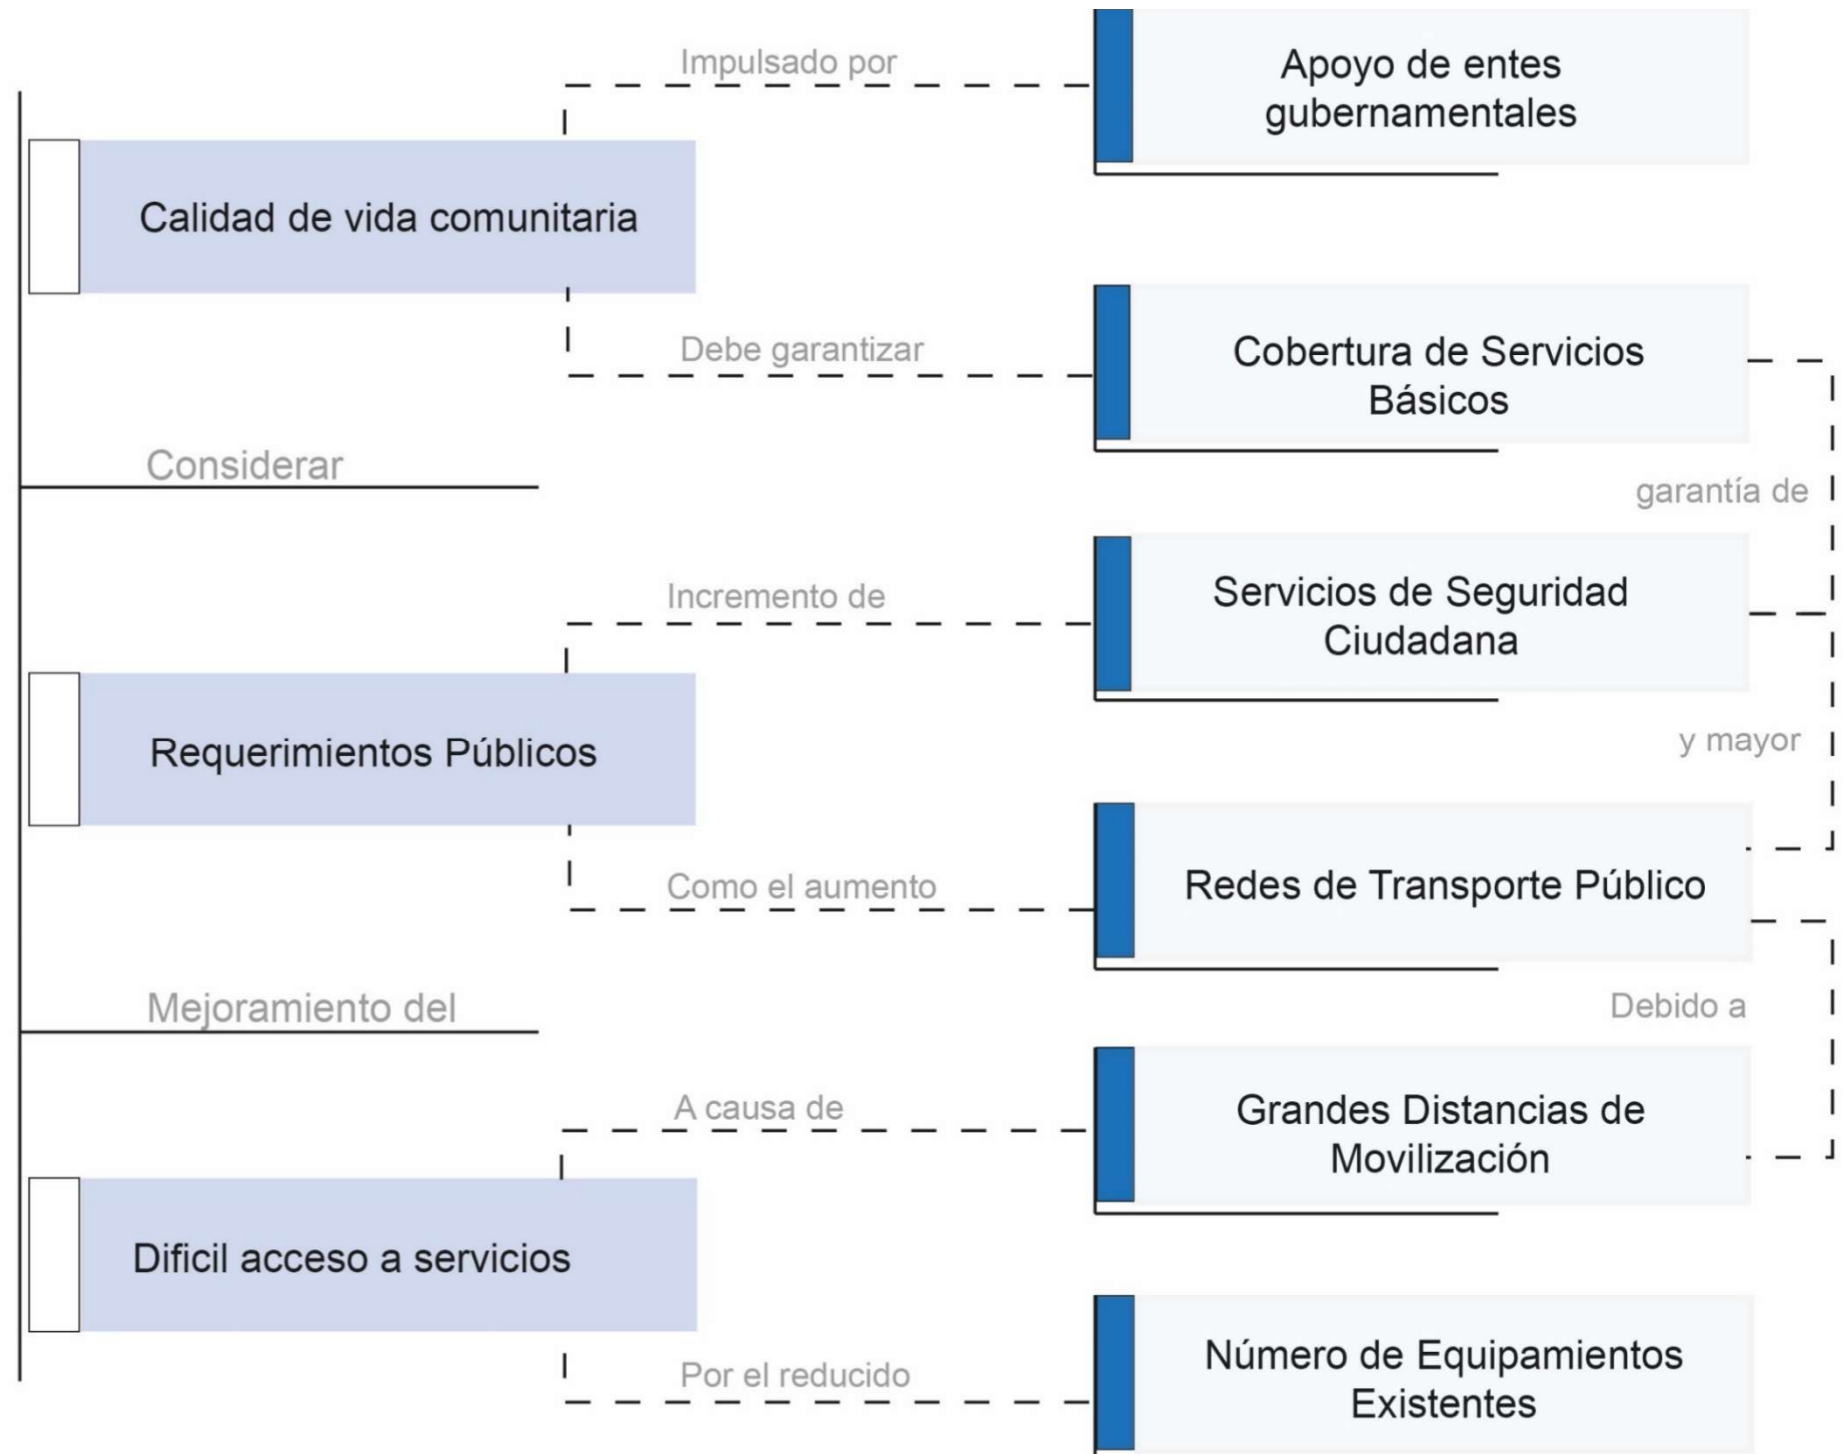 Impulsado por
Apoyo de entes
gubernamentales
Calidad de vida comunitaria
Debe garantizar
Cobertura de Servicios
Básicos
Considerar
garantía de
Incremento de
Servicios de Seguridad
Ciudadana
Requerimientos Públicos
y mayor
Como el aumento
Redes de Transporte Público
Mejoramiento del
Debido a
A causa de
Grandes Distancias de
Movilización
Dificil acceso a servicios
Por el reducido
Número de Equipamientos
Existentes